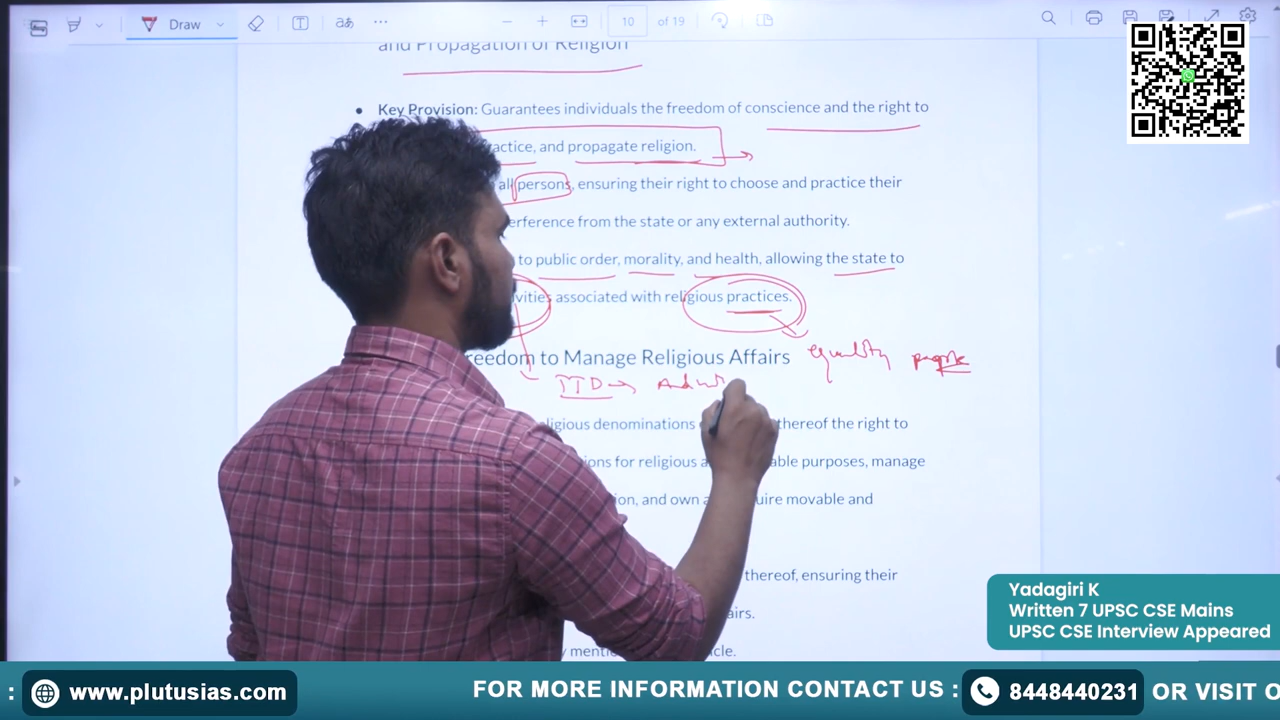 Draw
aあ
10 of 19
and Propagation of Religion
Key Provision: Guarantees individuals the freedom of conscience and the right to
actice, and propagate religion.
all persons, ensuring their right to choose and practice their
erference from the state or any external authority.
to public order, morality, and health, allowing the state to
vities associated with religious practices.
equality people
reedom to Manage Religious Affairs
TTD →
ligious denominations thereof the right to
ions for religious a able purposes, manage
ion, and own a uire movable and
thereof, ensuring their
airs.
y menti cle.
Yadagiri K
Written 7 UPSC CSE Mains
UPSC CSE Interview Appeared
: www.plutusias.com FOR MORE INFORMATION CONTACT US : 8448440231 OR VISIT O